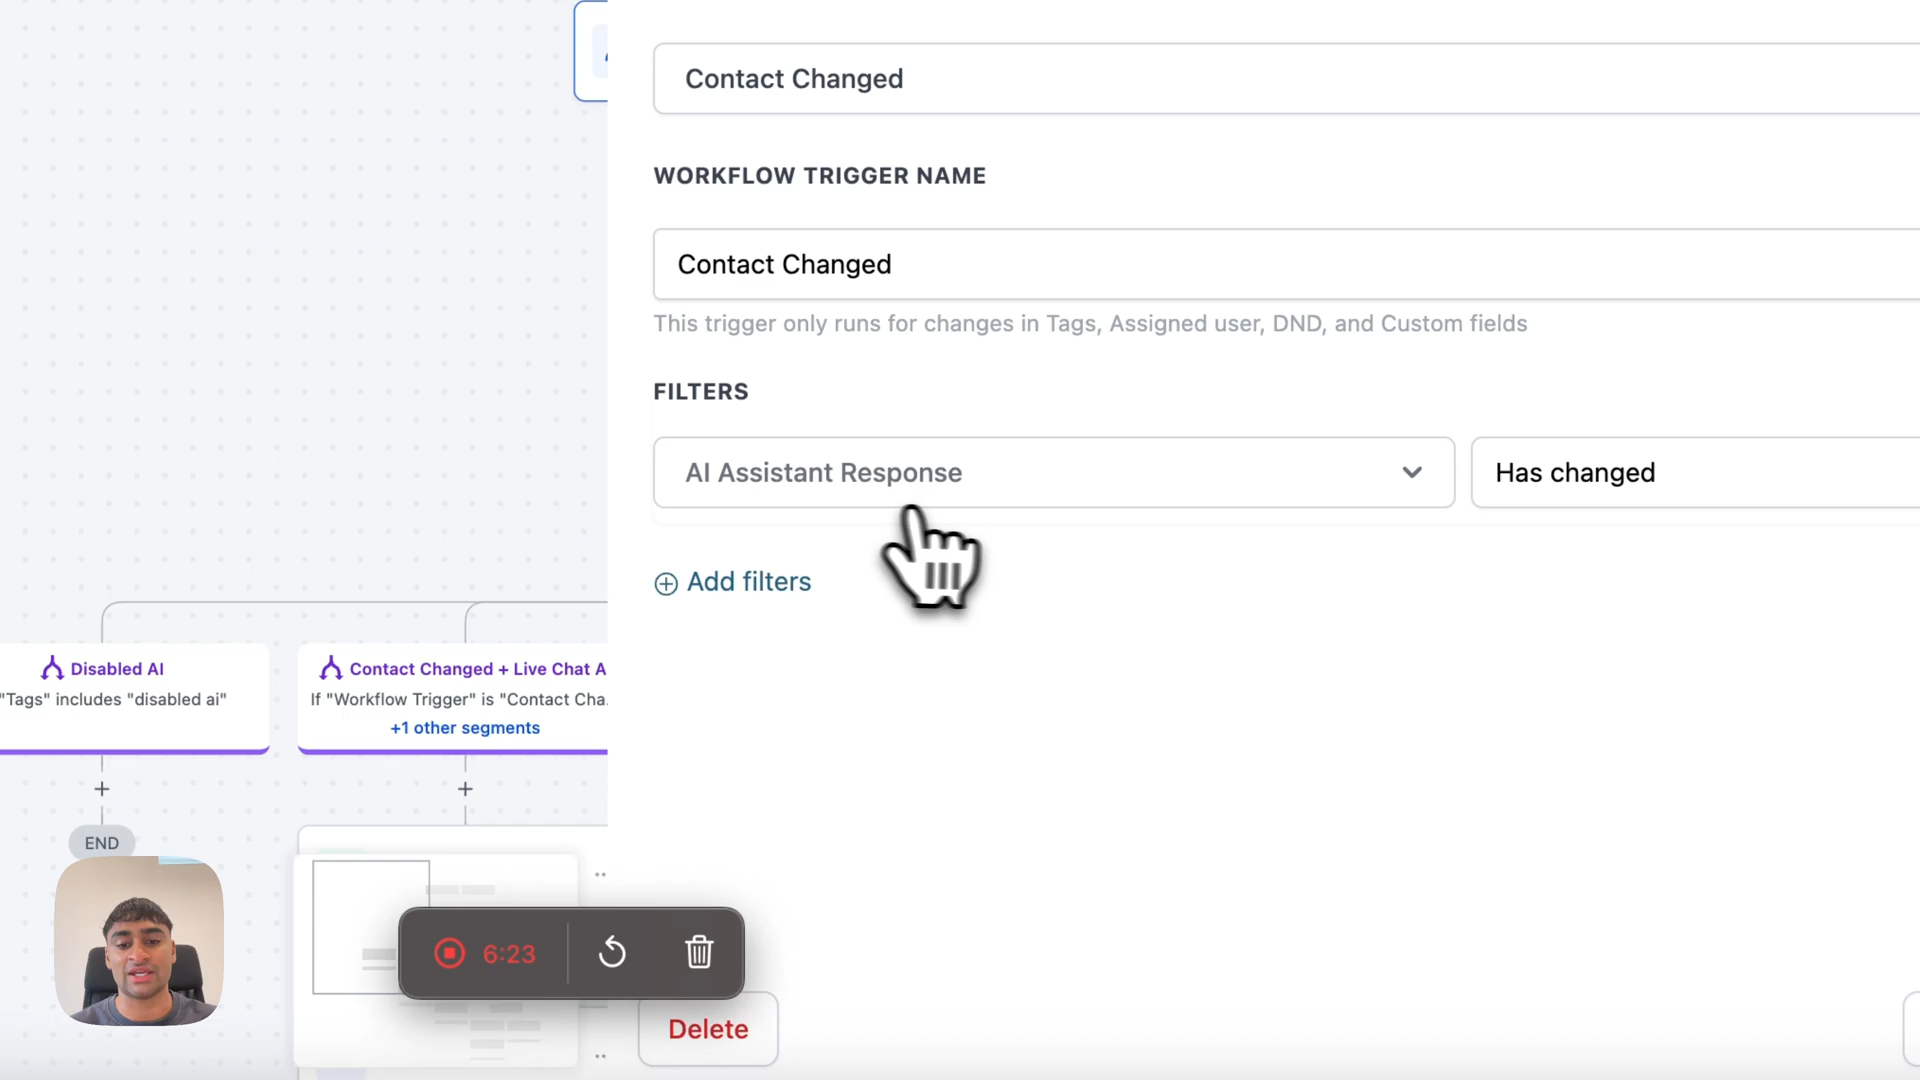 Contact Changed
WORKFLOW TRIGGER NAME
Contact Changed
This trigger only runs for changes in Tags, Assigned user, DND, and Custom fields
FILTERS
AI Assistant Response
Has changed
Add filters
Disabled AI
"Tags" includes "disabled ai"
Contact Changed + Live Chat A
If "Workflow Trigger" is "Contact Cha.
+1 other segments
END
6:23
Delete